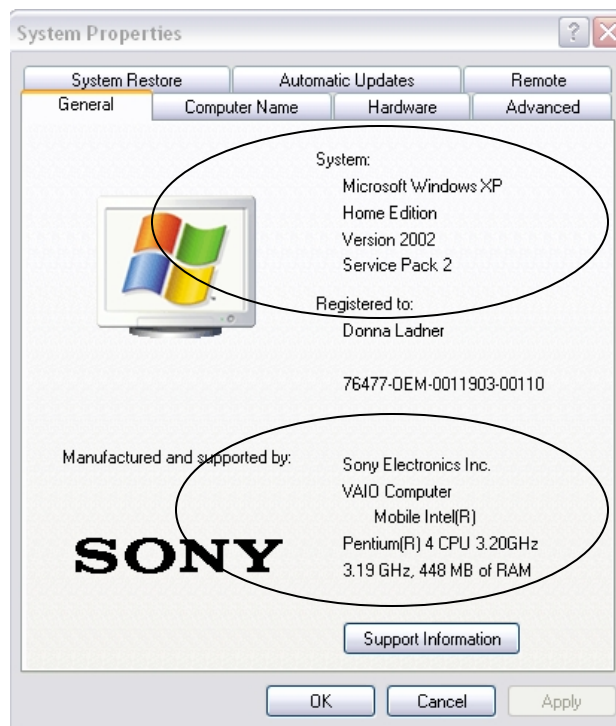 System Properties
System Restore Automatic Updates Remote
General Computer Name Hardware Advanced
System:
Microsoft Windows XP
Home Edition
Version 2002
Service Pack 2
Registered to:
Donna Ladner
76477-OEM-0011903-00110
Manufactured and supported by:
SONY
Sony Electronics Inc.
VAIO Computer
Mobile Intel(R)
Pentium(R) 4 CPU 3.20GHz
3.19 GHz, 448 MB of RAM
Support Information
OK Cancel Apply